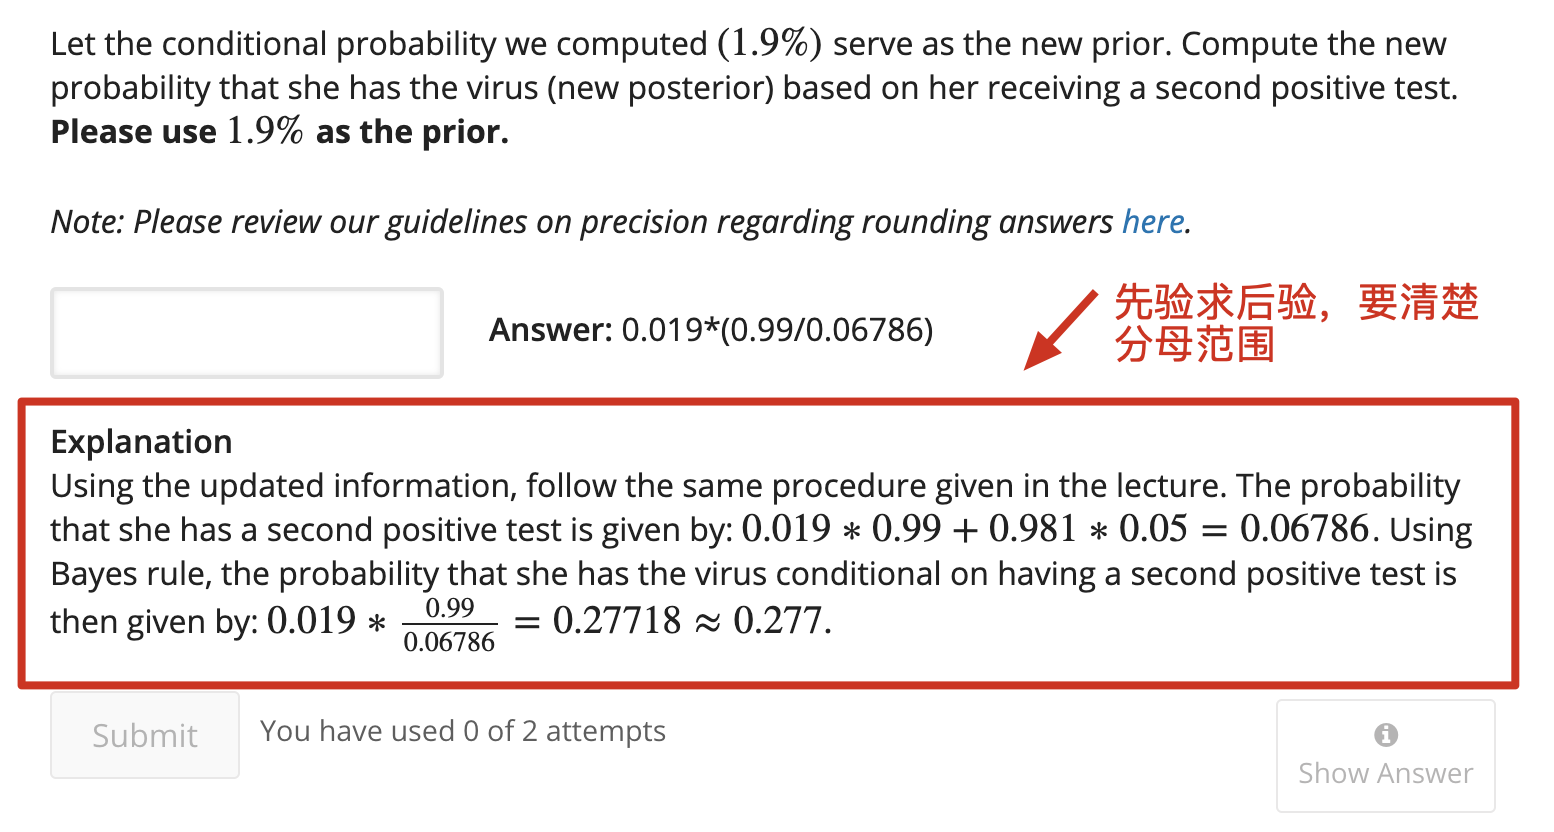 Let the conditional probability we computed (1.9%) serve as the new prior. Compute the new
probability that she has the virus (new posterior) based on her receiving a second positive test.
Please use 1.9% as the prior.
Note: Please review our guidelines on precision regarding rounding answers here.
Answer: 0.019*(0.99/0.06786)
先验求后验，要清楚
分母范围
Explanation
Using the updated information, follow the same procedure given in the lecture. The probability
that she has a second positive test is given by: 0.019 ∗ 0.99 + 0.981 ∗ 0.05 = 0.06786. Using
Bayes rule, the probability that she has the virus conditional on having a second positive test is
then given by: 0.019 ∗ 0.99/0.06786 = 0.27718 ≈ 0.277.
Submit
You have used 0 of 2 attempts
Show Answer